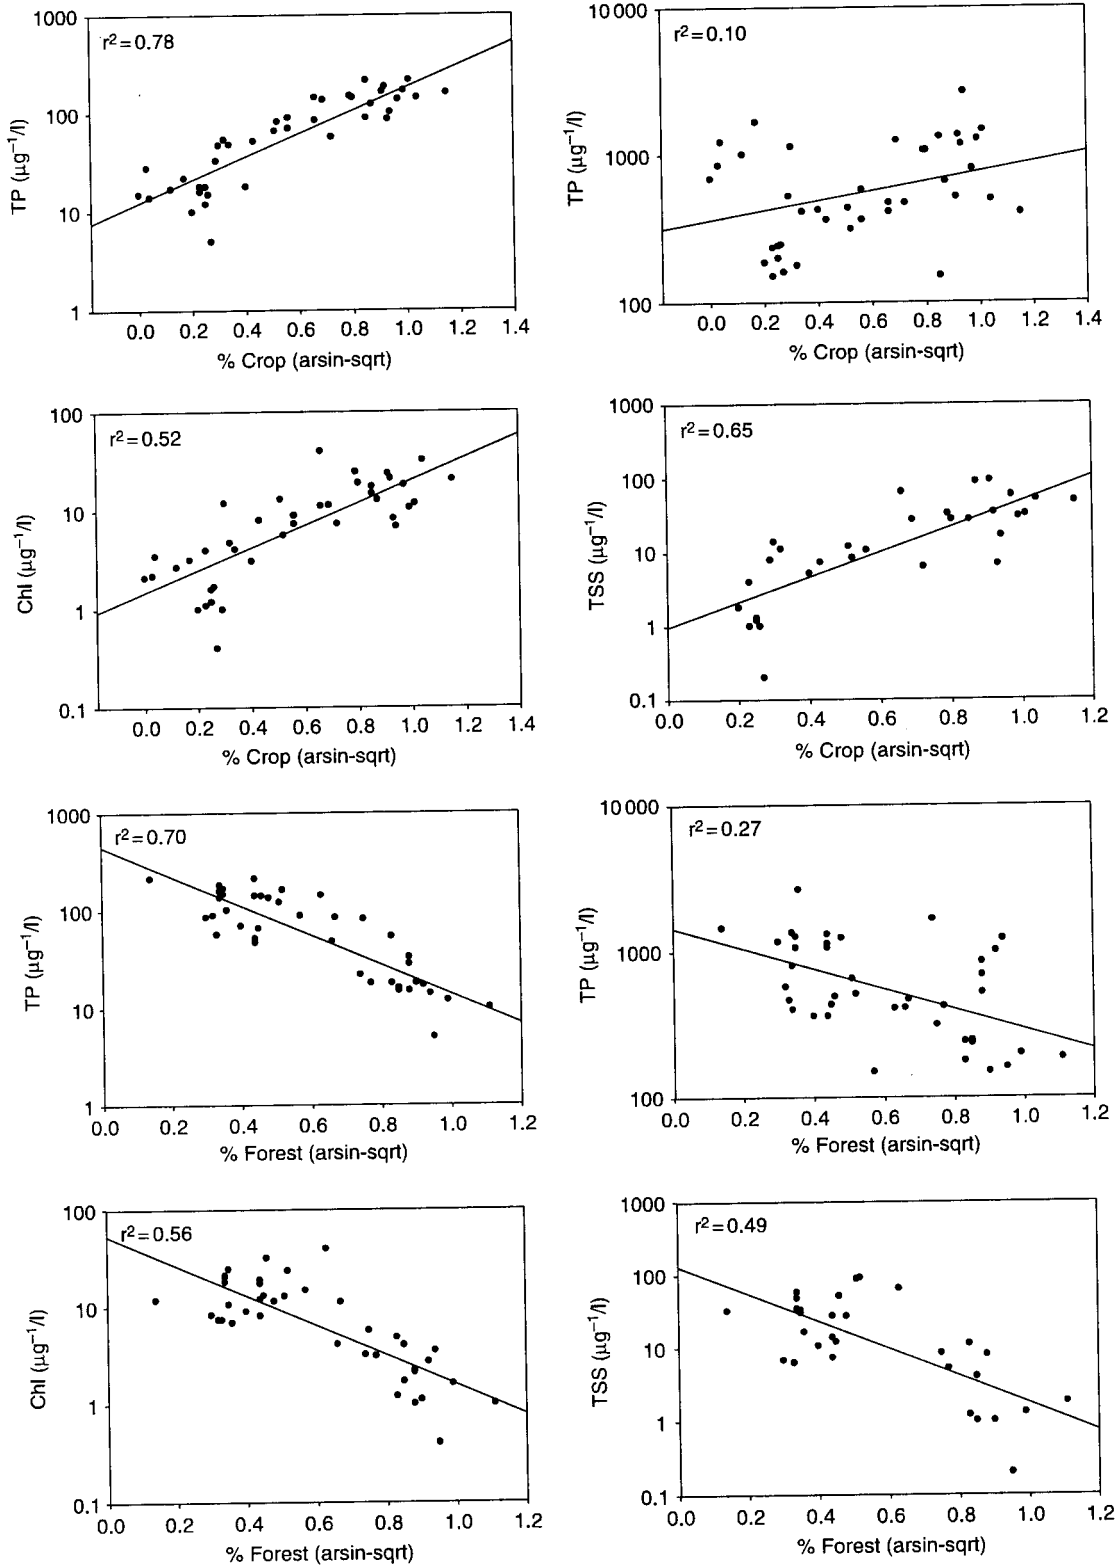 1000
r²=0.78
100
10
1
TP (µg⁻¹/l)
0.0 0.2 0.4 0.6 0.8 1.0 1.2 1.4
% Crop (arsin-sqrt)
10 000
r²=0.10
1000
100
TP (µg⁻¹/l)
0.0 0.2 0.4 0.6 0.8 1.0 1.2 1.4
% Crop (arsin-sqrt)
100
r²=0.52
10
1
0.1
Chl (µg⁻¹/l)
0.0 0.2 0.4 0.6 0.8 1.0 1.2 1.4
% Crop (arsin-sqrt)
1000
r²=0.65
100
10
1
0.1
TSS (µg⁻¹/l)
0.0 0.2 0.4 0.6 0.8 1.0 1.2
% Crop (arsin-sqrt)
1000
r²=0.70
100
10
1
TP (µg⁻¹/l)
0.0 0.2 0.4 0.6 0.8 1.0 1.2
% Forest (arsin-sqrt)
10 000
r²=0.27
1000
100
TP (µg⁻¹/l)
0.0 0.2 0.4 0.6 0.8 1.0 1.2
% Forest (arsin-sqrt)
100
r²=0.56
10
1
0.1
Chl (µg⁻¹/l)
0.0 0.2 0.4 0.6 0.8 1.0 1.2
% Forest (arsin-sqrt)
1000
r²=0.49
100
10
1
0.1
TSS (µg⁻¹/l)
0.0 0.2 0.4 0.6 0.8 1.0 1.2
% Forest (arsin-sqrt)